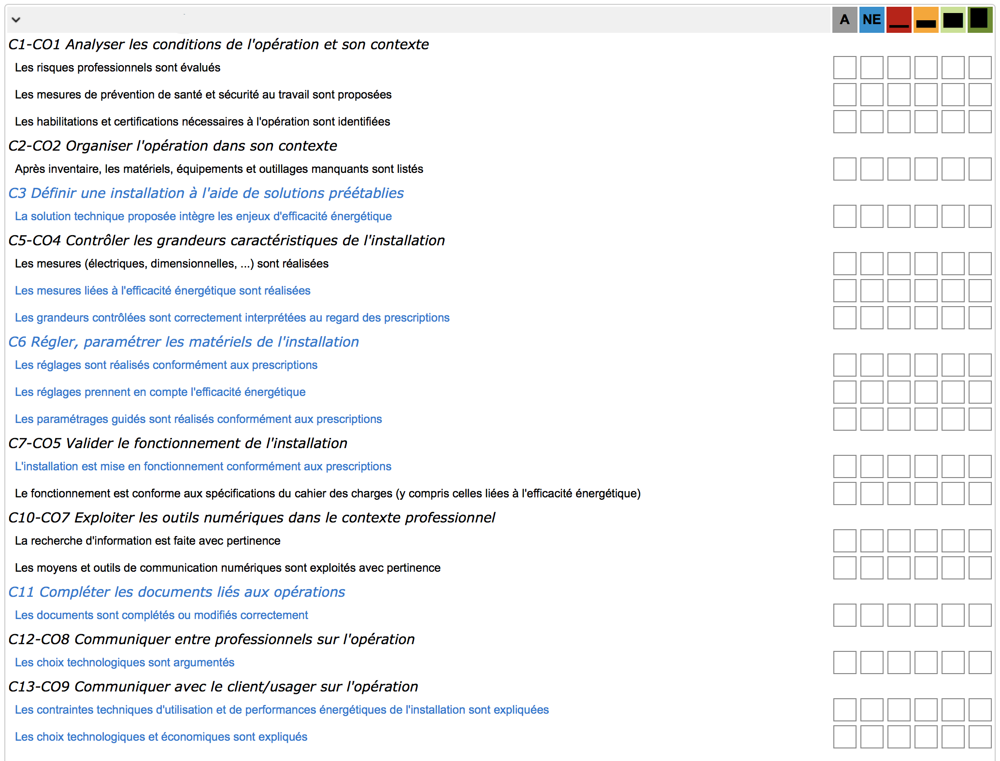 A NE
C1-CO1 Analyser les conditions de l'opération et son contexte
Les risques professionnels sont évalués
Les mesures de prévention de santé et sécurité au travail sont proposées
Les habilitations et certifications nécessaires à l'opération sont identifiées
C2-CO2 Organiser l'opération dans son contexte
Après inventaire, les matériels, équipements et outillages manquants sont listés
C3 Définir une installation à l'aide de solutions préétablies
La solution technique proposée intègre les enjeux d'efficacité énergétique
C5-CO4 Contrôler les grandeurs caractéristiques de l'installation
Les mesures (électriques, dimensionnelles, ...) sont réalisées
Les mesures liées à l'efficacité énergétique sont réalisées
Les grandeurs contrôlées sont correctement interprétées au regard des prescriptions
C6 Régler, paramétrer les matériels de l'installation
Les réglages sont réalisés conformément aux prescriptions
Les réglages prennent en compte l'efficacité énergétique
Les paramétrages guidés sont réalisés conformément aux prescriptions
C7-CO5 Valider le fonctionnement de l'installation
L'installation est mise en fonctionnement conformément aux prescriptions
Le fonctionnement est conforme aux spécifications du cahier des charges (y compris celles liées à l'efficacité énergétique)
C10-CO7 Exploiter les outils numériques dans le contexte professionnel
La recherche d'information est faite avec pertinence
Les moyens et outils de communication numériques sont exploités avec pertinence
C11 Compléter les documents liés aux opérations
Les documents sont complétés ou modifiés correctement
C12-CO8 Communiquer entre professionnels sur l'opération
Les choix technologiques sont argumentés
C13-CO9 Communiquer avec le client/usager sur l'opération
Les contraintes techniques d'utilisation et de performances énergétiques de l'installation sont expliquées
Les choix technologiques et économiques sont expliqués